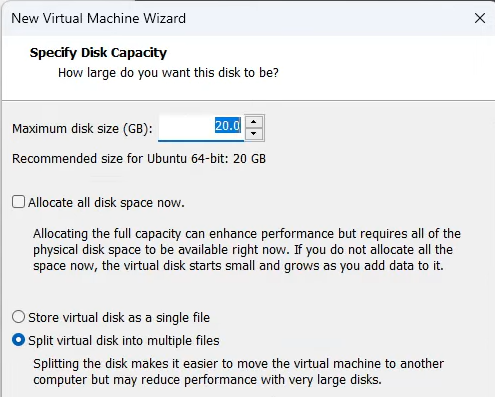 New Virtual Machine Wizard
Specify Disk Capacity
How large do you want this disk to be?
Maximum disk size (GB): 20.0
Recommended size for Ubuntu 64-bit: 20 GB
Allocate all disk space now.
Allocating the full capacity can enhance performance but requires all of the
physical disk space to be available right now. If you do not allocate all the
space now, the virtual disk starts small and grows as you add data to it.
Store virtual disk as a single file
Split virtual disk into multiple files
Splitting the disk makes it easier to move the virtual machine to another
computer but may reduce performance with very large disks.